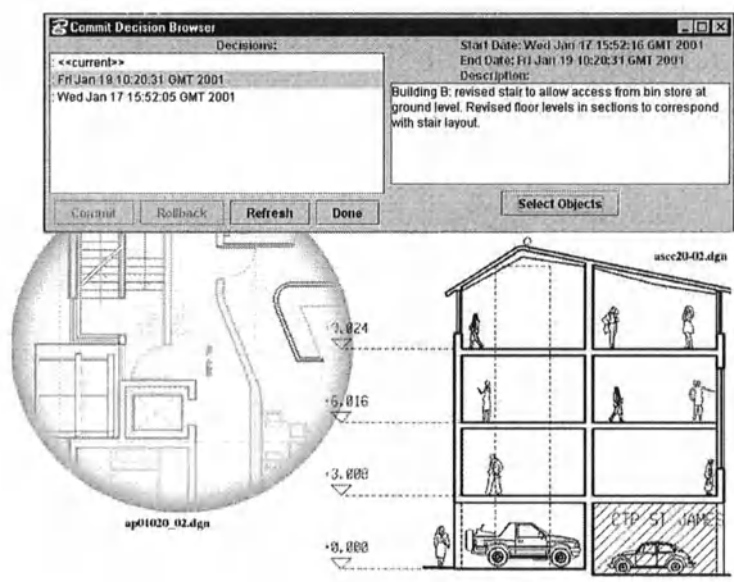 Commit Decision Browser
Decisions:
: <<current>>
: Fri Jan 19 10:20:31 GMT 2001
: Wed Jan 17 15:52:05 GMT 2001
Commit
Rollback
Refresh
Done
Start Date: Wed Jan 17 15:52:16 GMT 2001
End Date: Fri Jan 19 10:20:31 GMT 2001
Description:
Building B: revised stair to allow access from bin store at
ground level. Revised floor levels in sections to correspond
with stair layout.
Select Objects
ascc20-02.dgn
+9.024
+6.016
+3.008
+0.000
CTP ST JAMES
ap01020_02.dgn